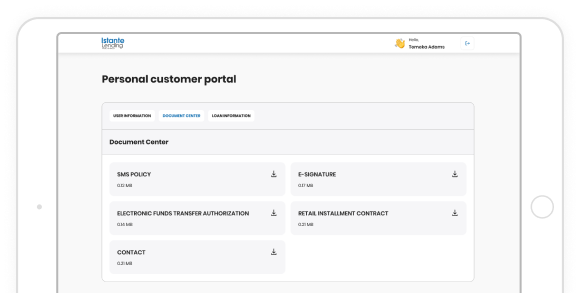 istante
Lending
Hello,
Tomeka Adams
Personal customer portal
USER INFORMATION DOCUMENT CENTER LOAN INFORMATION
Document Center
SMS POLICY
0.12 MB
E-SIGNATURE
0.17 MB
ELECTRONIC FUNDS TRANSFER AUTHORIZATION
0.14 MB
RETAIL INSTALLMENT CONTRACT
0.21 MB
CONTACT
0.21 MB